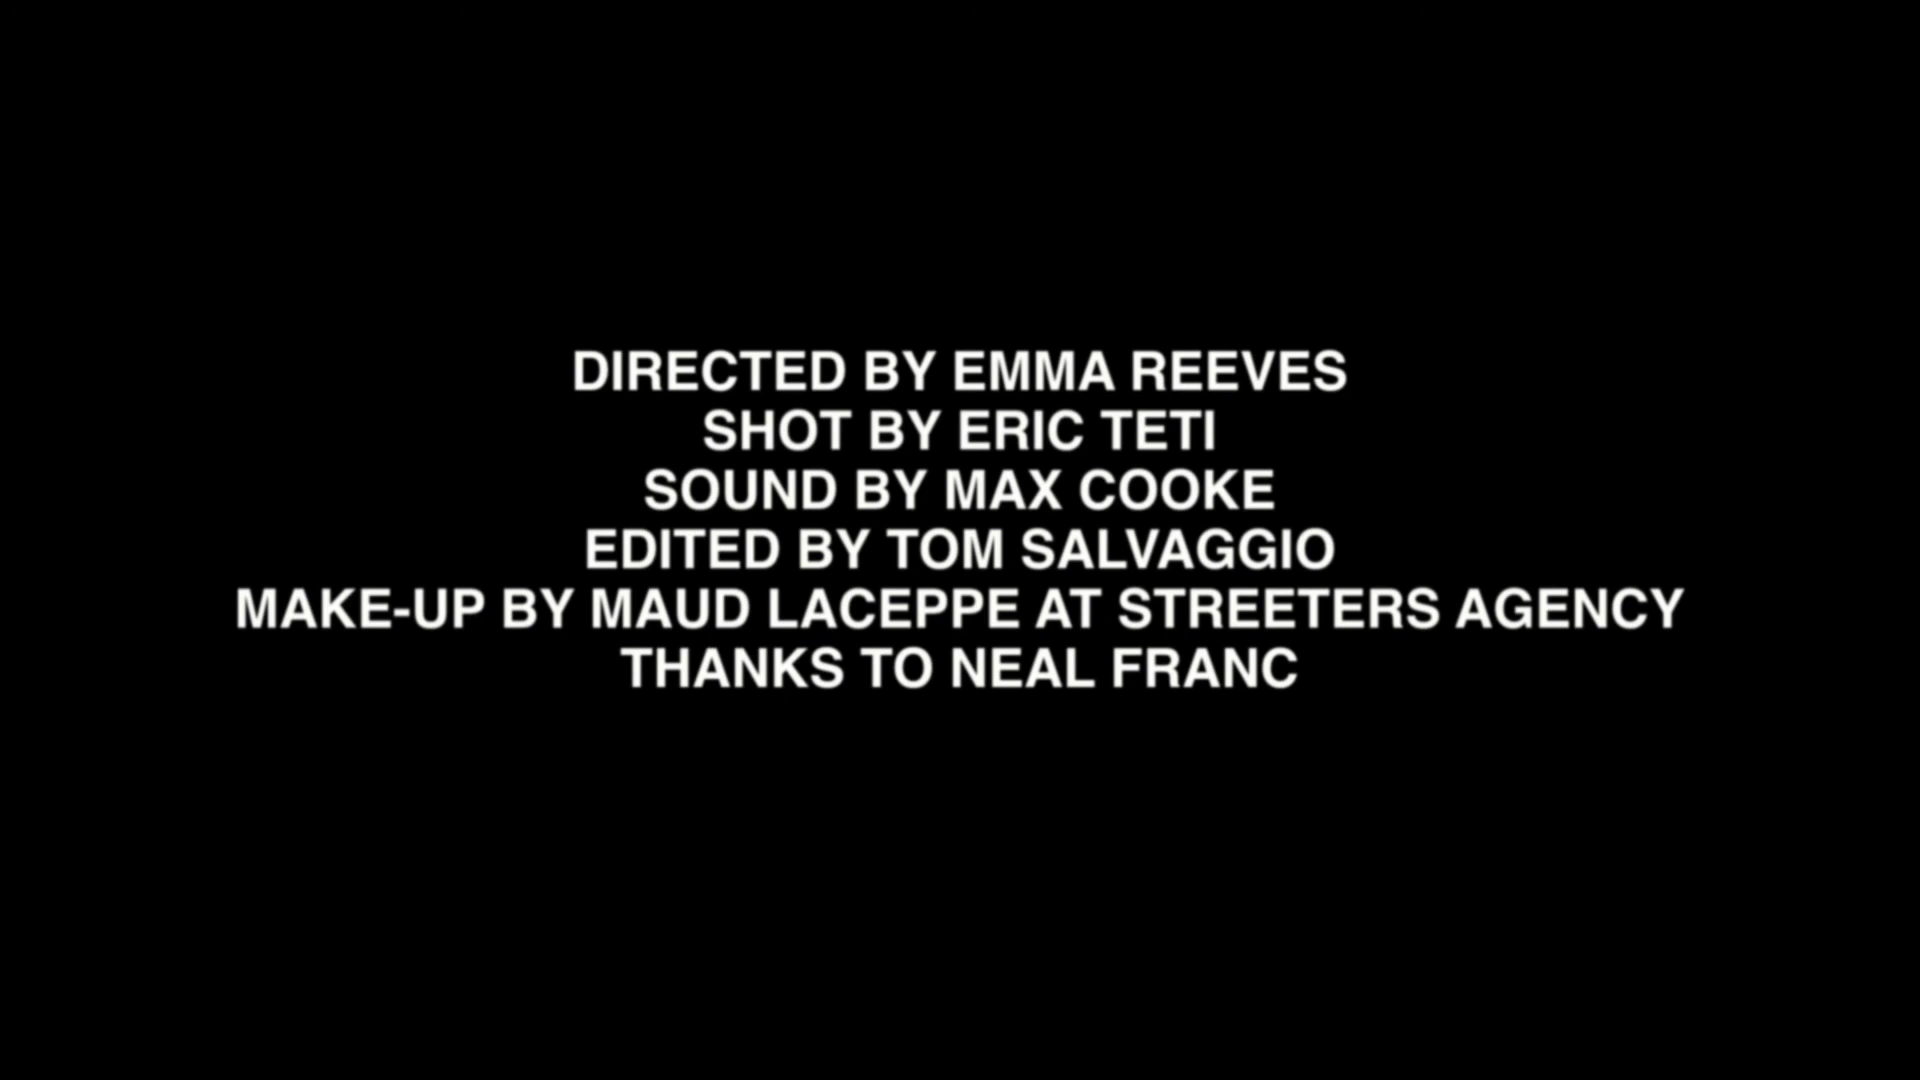 DIRECTED BY EMMA REEVES
SHOT BY ERIC TETI
SOUND BY MAX COOKE
EDITED BY TOM SALVAGGIO
MAKE-UP BY MAUD LACEPPE AT STREETERS AGENCY
THANKS TO NEAL FRANC